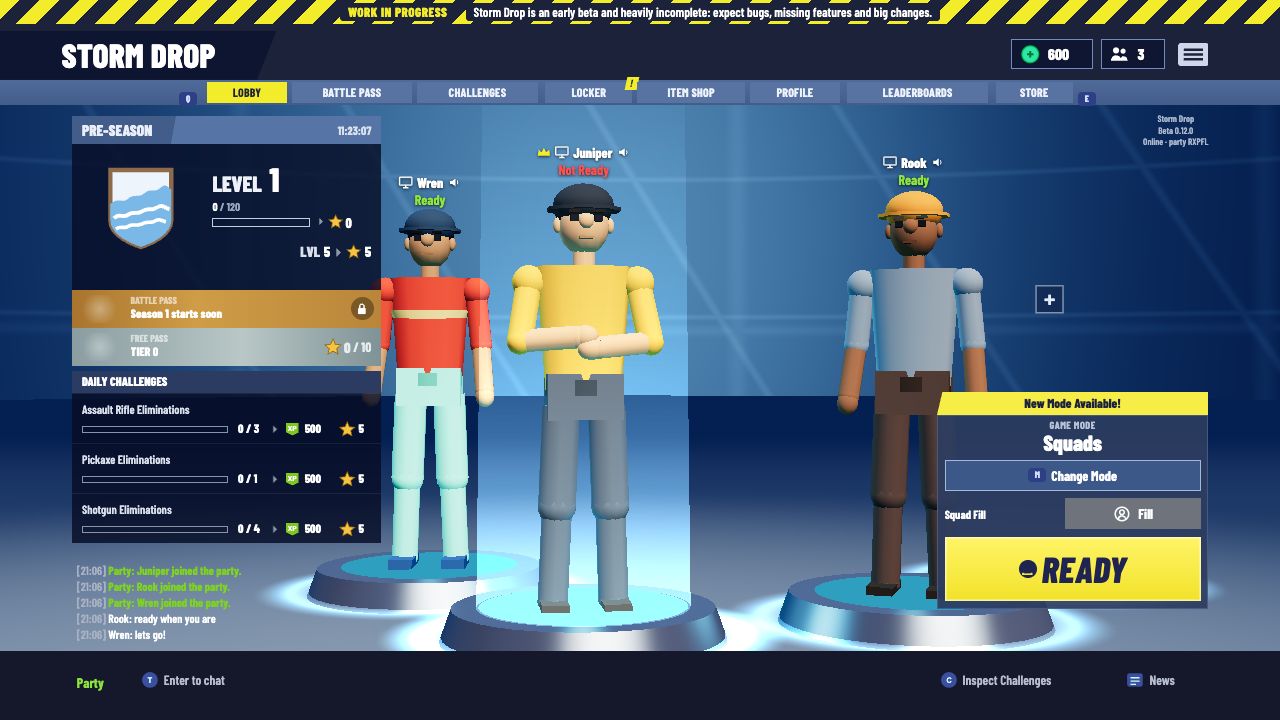 WORK IN PROGRESS Storm Drop is an early beta and heavily incomplete: expect bugs, missing features and big changes.
STORM DROP
600
3
Q
LOBBY
BATTLE PASS
CHALLENGES
LOCKER
!
ITEM SHOP
PROFILE
LEADERBOARDS
STORE
E
Storm Drop
Beta 0.12.0
Online · party RXPFL
PRE-SEASON 11:23:07
LEVEL 1
0 / 120
0
LVL 5 5
BATTLE PASS
Season 1 starts soon
FREE PASS
TIER 0
0 / 10
DAILY CHALLENGES
Assault Rifle Eliminations
0 / 3 XP 500 5
Pickaxe Eliminations
0 / 1 XP 500 5
Shotgun Eliminations
0 / 4 XP 500 5
Wren
Ready
Juniper
Not Ready
Rook
Ready
New Mode Available!
GAME MODE
Squads
M Change Mode
Squad Fill Fill
READY
[21:06] Party: Juniper joined the party.
[21:06] Party: Rook joined the party.
[21:06] Party: Wren joined the party.
[21:06] Rook: ready when you are
[21:06] Wren: lets go!
Party
T Enter to chat
C Inspect Challenges
News